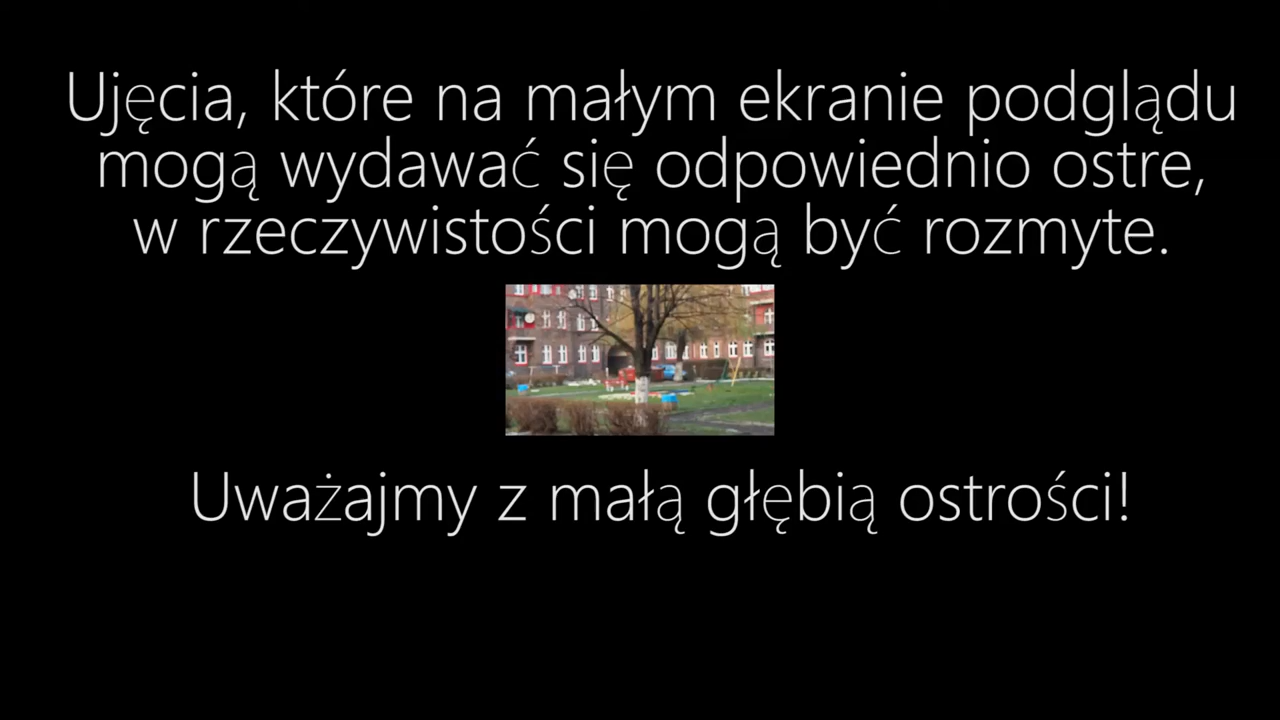 Ujęcia, które na małym ekranie podglądu
mogą wydawać się odpowiednio ostre,
w rzeczywistości mogą być rozmyte.
Uważajmy z małą głębią ostrości!